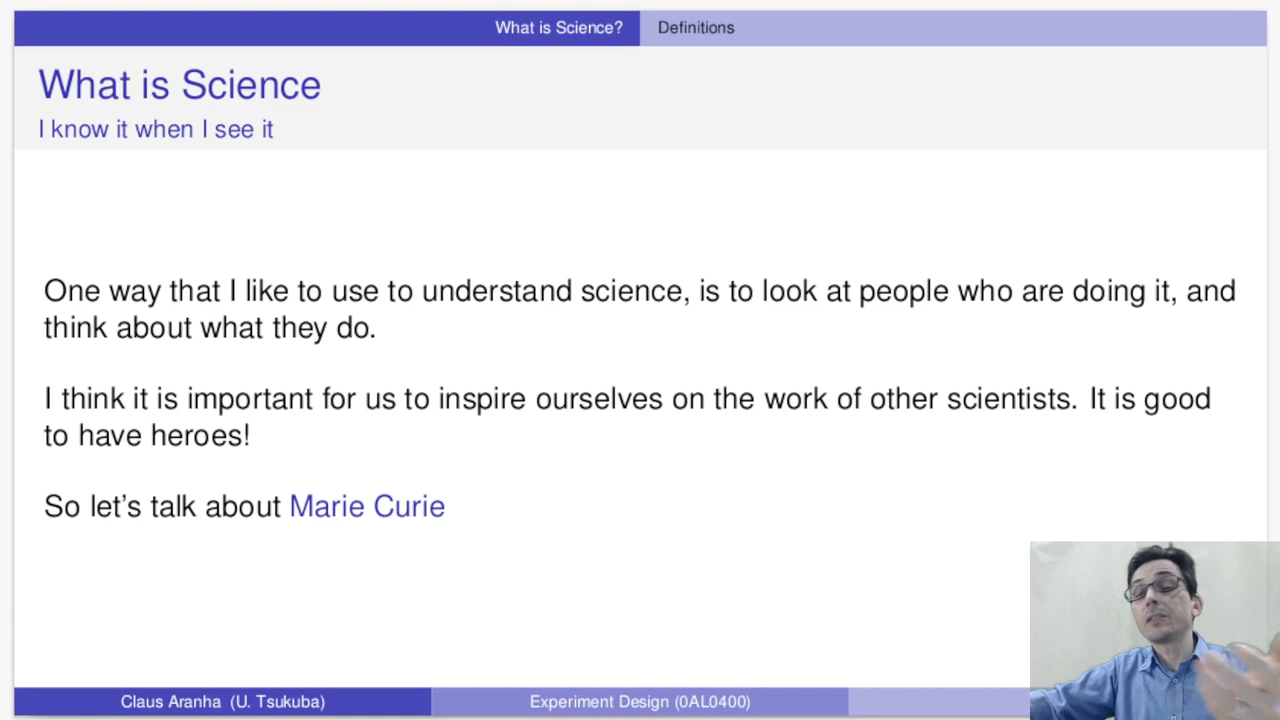 What is Science?
Definitions
What is Science
I know it when I see it
One way that I like to use to understand science, is to look at people who are doing it, and
think about what they do.
I think it is important for us to inspire ourselves on the work of other scientists. It is good
to have heroes!
So let's talk about Marie Curie
Claus Aranha (U. Tsukuba)
Experiment Design (0AL0400)